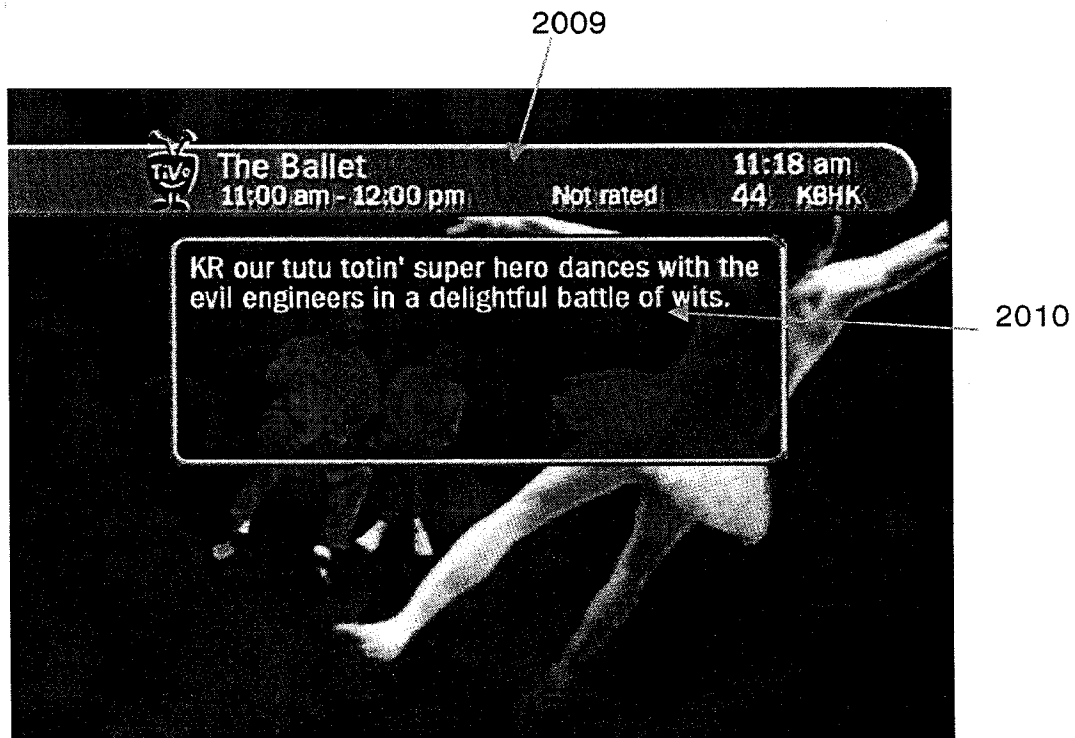 2009
TiVo The Ballet 11:18 am
11:00 am - 12:00 pm Not rated 44 KBHK
KR our tutu totin' super hero dances with the
evil engineers in a delightful battle of wits.
2010